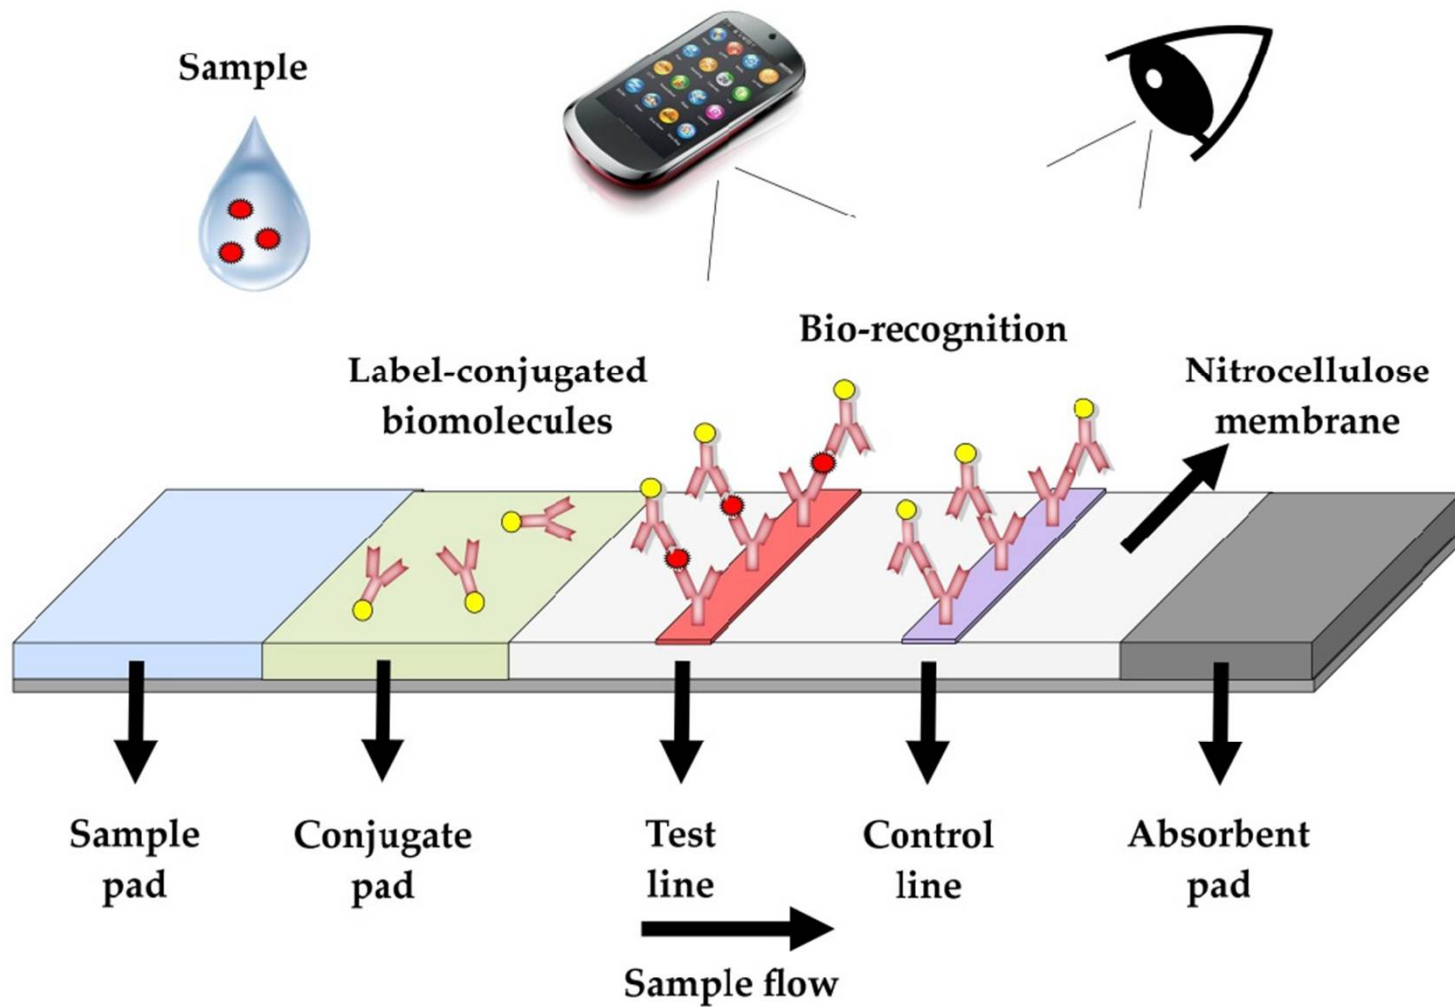 Sample
Bio-recognition
Label-conjugated
biomolecules
Nitrocellulose
membrane
Sample
pad
Conjugate
pad
Test
line
Control
line
Absorbent
pad
Sample flow